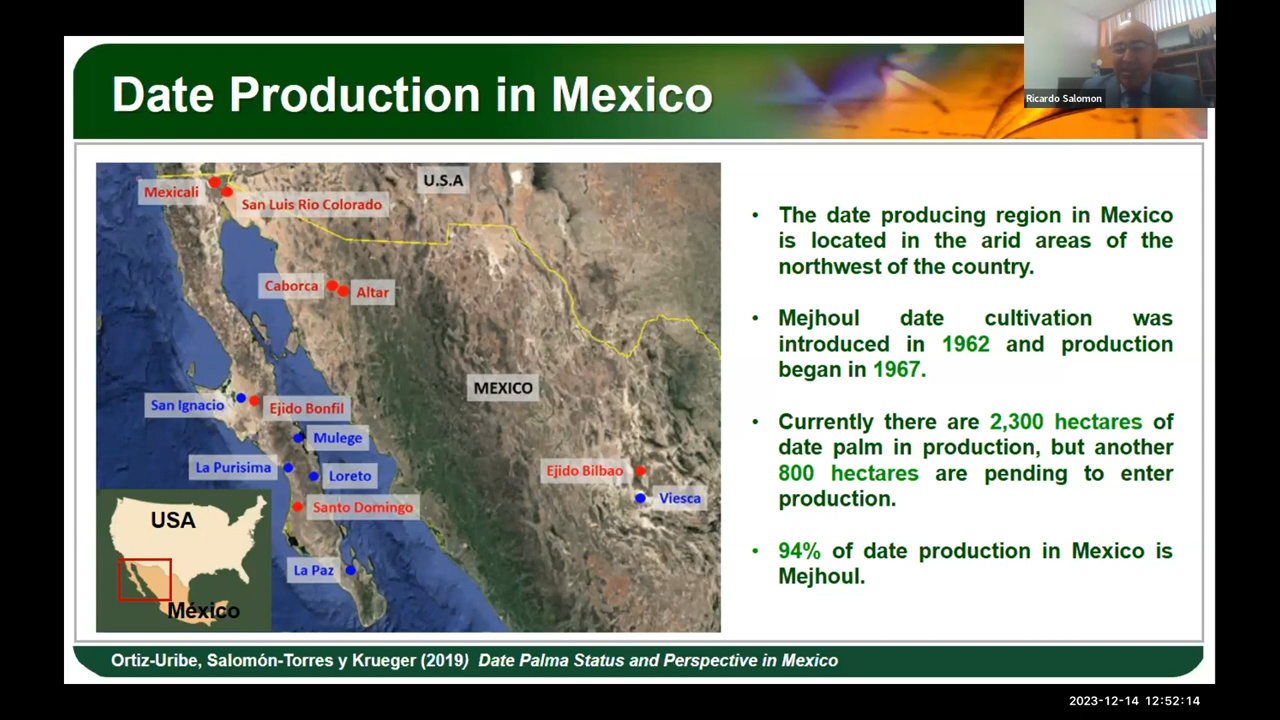 Date Production in Mexico
Ricardo Salomon
U.S.A
Mexicali
San Luis Rio Colorado
Caborca
Altar
MEXICO
San Ignacio
Ejido Bonfil
Mulege
La Purisima
Loreto
Ejido Bilbao
Viesca
Santo Domingo
La Paz
USA
México
• The date producing region in Mexico
is located in the arid areas of the
northwest of the country.
• Mejhoul date cultivation was
introduced in 1962 and production
began in 1967.
• Currently there are 2,300 hectares of
date palm in production, but another
800 hectares are pending to enter
production.
• 94% of date production in Mexico is
Mejhoul.
Ortiz-Uribe, Salomón-Torres y Krueger (2019) Date Palma Status and Perspective in Mexico
2023-12-14 12:52:14